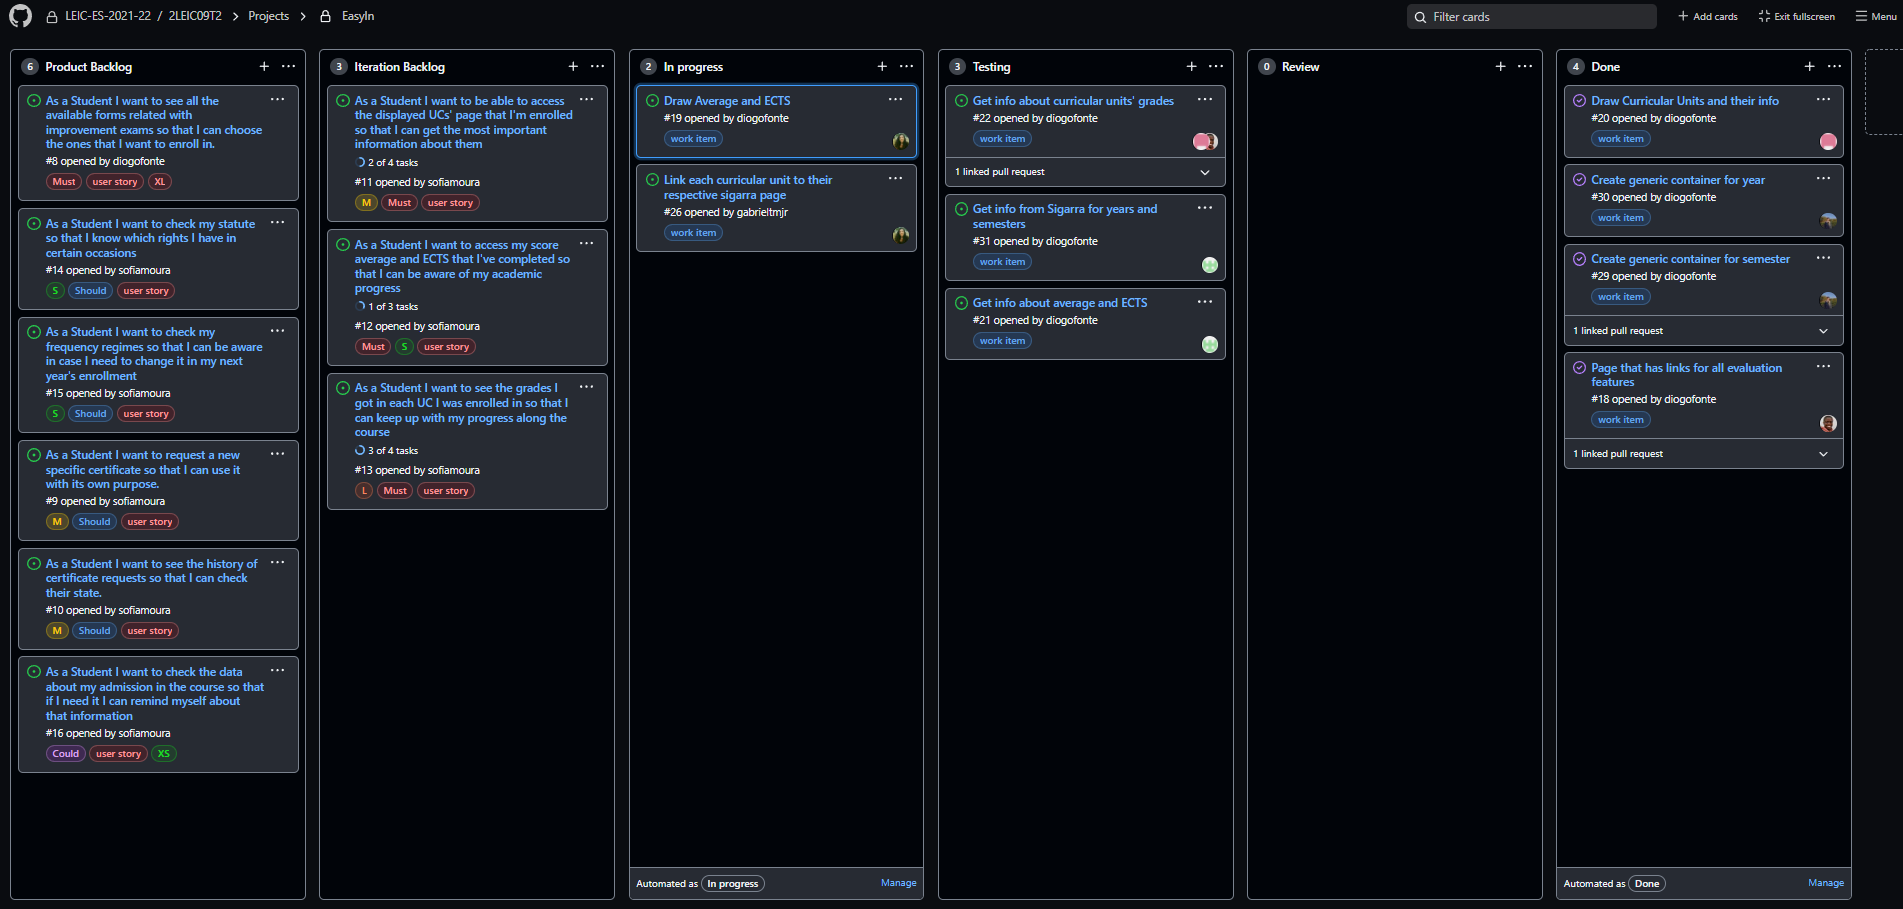 LEIC-ES-2021-22 / 2LEIC09T2 Projects EasyIn
Filter cards
Add cards
Exit fullscreen
Menu
6 Product Backlog
As a Student I want to see all the
available forms related with
improvement exams so that I can choose
the ones that I want to enroll in.
#8 opened by diogofonte
Must user story XL
As a Student I want to check my statute
so that I know which rights I have in
certain occasions
#14 opened by sofiamoura
S Should user story
As a Student I want to check my
frequency regimes so that I can be aware
in case I need to change it in my next
year's enrollment
#15 opened by sofiamoura
S Should user story
As a Student I want to request a new
specific certificate so that I can use it
with its own purpose.
#9 opened by sofiamoura
M Should user story
As a Student I want to see the history of
certificate requests so that I can check
their state.
#10 opened by sofiamoura
M Should user story
As a Student I want to check the data
about my admission in the course so that
if I need it I can remind myself about
that information
#16 opened by sofiamoura
Could user story XS
3 Iteration Backlog
As a Student I want to be able to access
the displayed UCs' page that I'm enrolled
so that I can get the most important
information about them
2 of 4 tasks
#11 opened by sofiamoura
M Must user story
As a Student I want to access my score
average and ECTS that I've completed so
that I can be aware of my academic
progress
1 of 3 tasks
#12 opened by sofiamoura
Must S user story
As a Student I want to see the grades I
got in each UC I was enrolled in so that I
can keep up with my progress along the
course
3 of 4 tasks
#13 opened by sofiamoura
L Must user story
2 In progress
Draw Average and ECTS
#19 opened by diogofonte
work item
Link each curricular unit to their
respective sigarra page
#26 opened by gabrieltmjr
work item
Automated as In progress Manage
3 Testing
Get info about curricular units' grades
#22 opened by diogofonte
work item
1 linked pull request
Get info from Sigarra for years and
semesters
#31 opened by diogofonte
work item
Get info about average and ECTS
#21 opened by diogofonte
work item
0 Review
4 Done
Draw Curricular Units and their info
#20 opened by diogofonte
work item
Create generic container for year
#30 opened by diogofonte
work item
Create generic container for semester
#29 opened by diogofonte
work item
1 linked pull request
Page that has links for all evaluation
features
#18 opened by diogofonte
work item
1 linked pull request
Automated as Done Manage